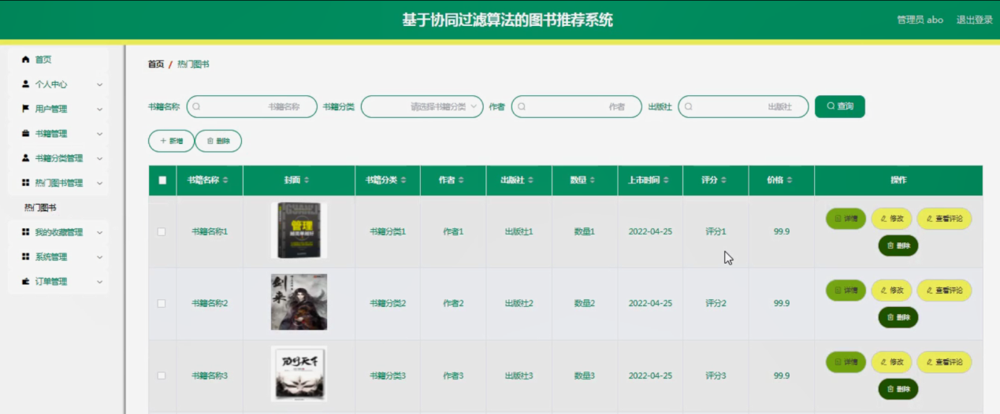 基于协同过滤算法的图书推荐系统
管理员 abo 退出登录
首页
个人中心
用户管理
书籍管理
书籍分类管理
热门图书管理
热门图书
我的收藏管理
系统管理
订单管理
首页 / 热门图书
书籍名称 书籍名称 书籍分类 请选择书籍分类 作者 作者 出版社 出版社 查询
新增 删除
书籍名称 封面 书籍分类 作者 出版社 数量 上市时间 评分 价格 操作
书籍名称1 管理 书籍分类1 作者1 出版社1 数量1 2022-04-25 评分1 99.9 详情 修改 查看评论
删除
书籍名称2 剑来 书籍分类2 作者2 出版社2 数量2 2022-04-25 评分2 99.9 详情 修改 查看评论
删除
书籍名称3 书籍分类3 作者3 出版社3 数量3 2022-04-25 评分3 99.9 详情 修改 查看评论
删除